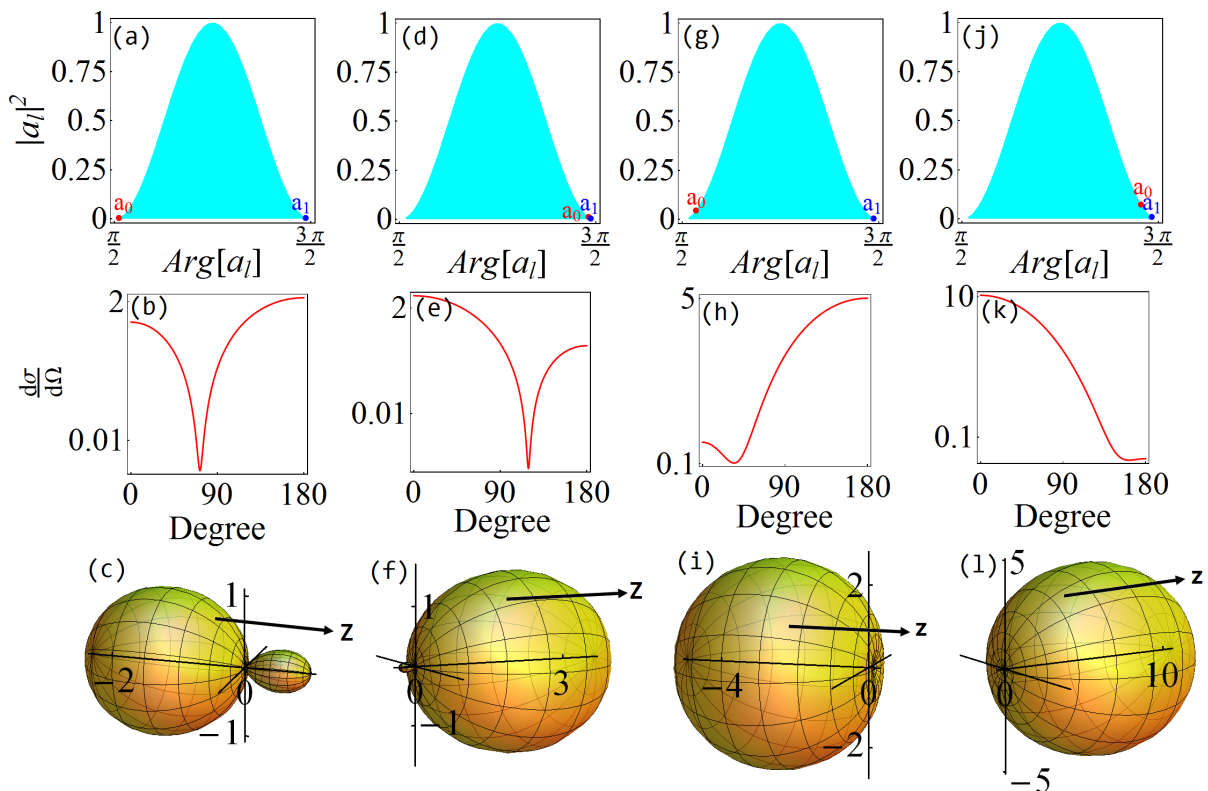 (a)
1
0.75
0.5
0.25
0
|a_l|^2
a_0
a_1
π/2
3π/2
Arg[a_l]
(d)
1
0.75
0.5
0.25
0
a_0
a_1
π/2
3π/2
Arg[a_l]
(g)
1
0.75
0.5
0.25
0
a_0
a_1
π/2
3π/2
Arg[a_l]
(j)
1
0.75
0.5
0.25
0
a_0
a_1
π/2
3π/2
Arg[a_l]
(b)
2
0.01
dσ/dΩ
0 90 180
Degree
(e)
2
0.01
0 90 180
Degree
(h)
5
0.1
0 90 180
Degree
(k)
10
0.1
0 90 180
Degree
(c)
1
z
−2
0
−1
(f)
1
z
0
3
−1
(i)
2
z
−4
0
−2
(l)
5
z
0
10
−5